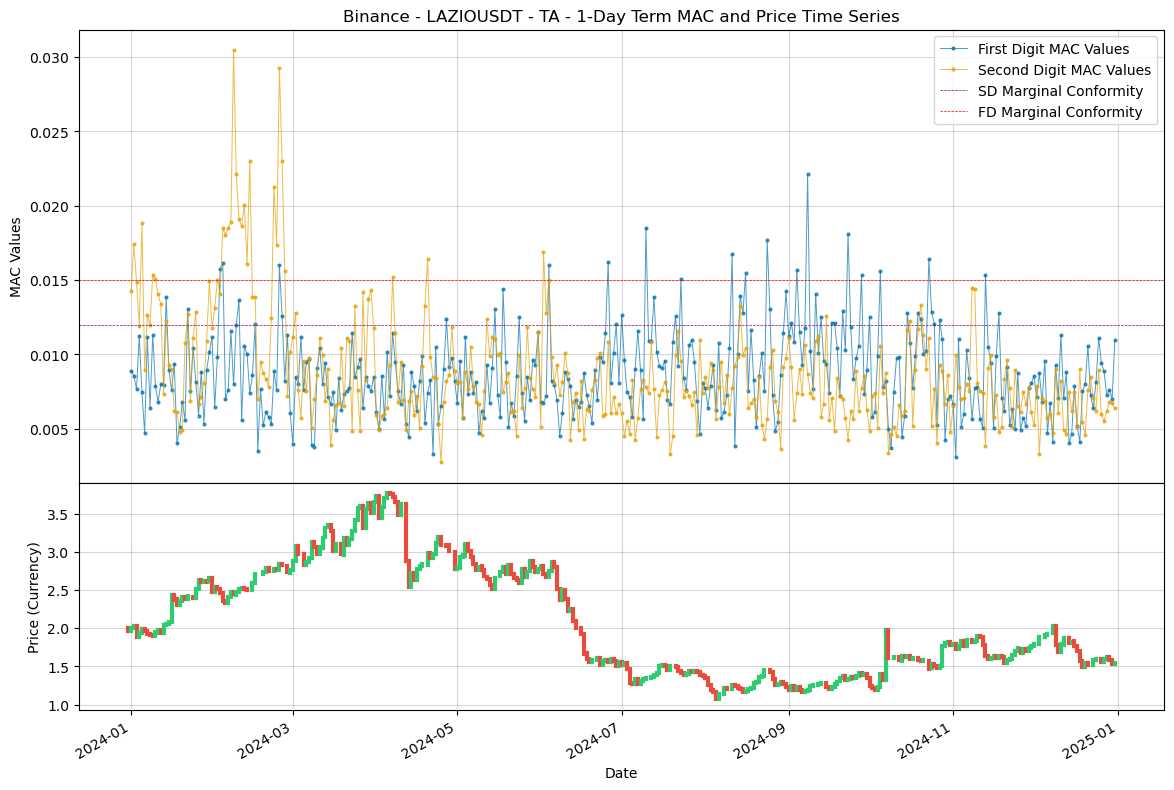 Binance - LAZIOUSDT - TA - 1-Day Term MAC and Price Time Series
First Digit MAC Values
Second Digit MAC Values
SD Marginal Conformity
FD Marginal Conformity
MAC Values
0.030
0.025
0.020
0.015
0.010
0.005
Price (Currency)
3.5
3.0
2.5
2.0
1.5
1.0
2024-01
2024-03
2024-05
2024-07
2024-09
2024-11
2025-01
Date